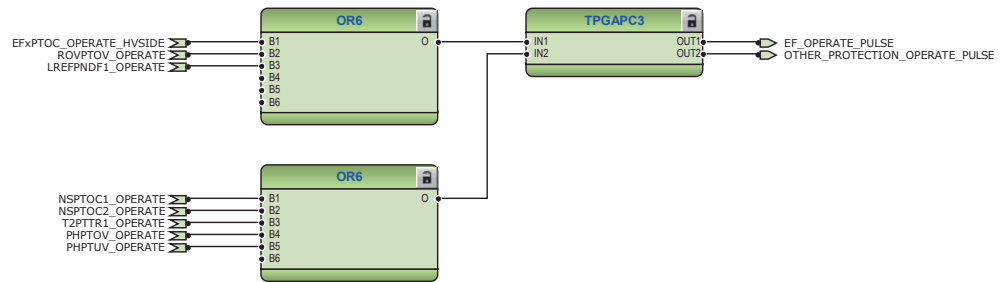 OR6
EFxPTOC_OPERATE_HVSIDE
ROVPTOV_OPERATE
LREFPNDF1_OPERATE
B1
B2
B3
B4
B5
B6
O
TPGAPC3
IN1
IN2
OUT1
OUT2
EF_OPERATE_PULSE
OTHER_PROTECTION_OPERATE_PULSE
OR6
NSPTOC1_OPERATE
NSPTOC2_OPERATE
T2PTTR1_OPERATE
PHPTOV_OPERATE
PHPTUV_OPERATE
B1
B2
B3
B4
B5
B6
O